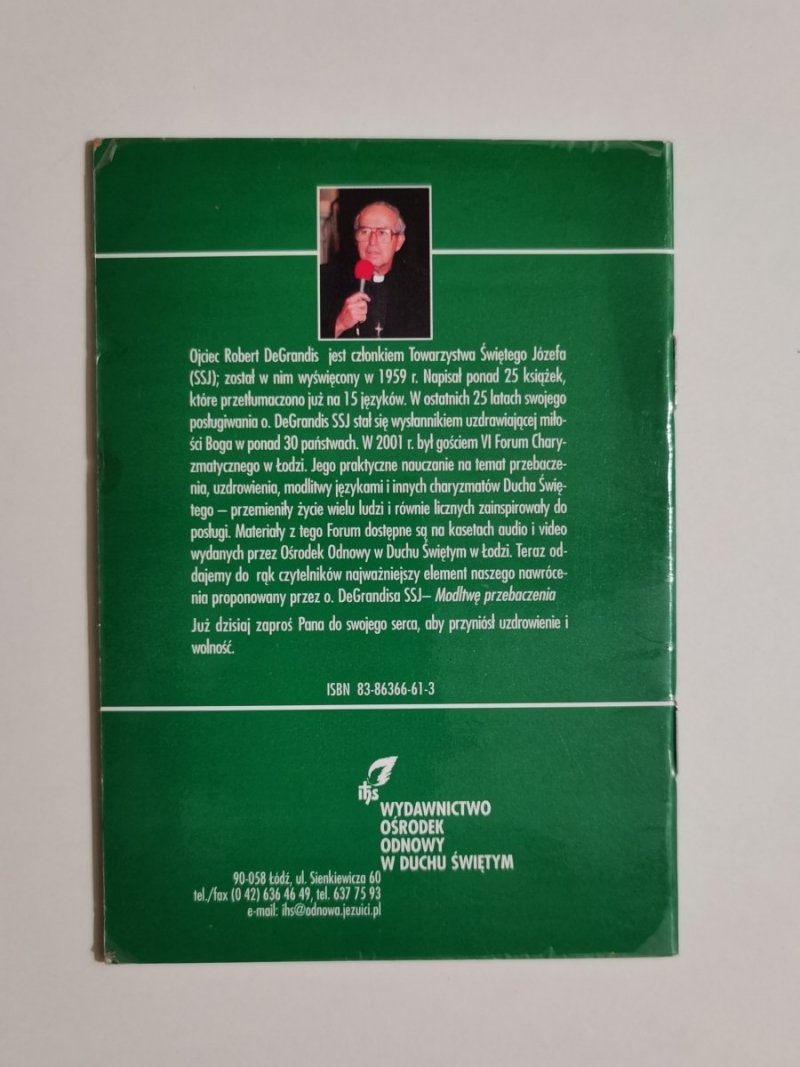 Ojciec Robert DeGrandis jest członkiem Towarzystwa Świętego Józefa
(SSJ); został w nim wyświęcony w 1959 r. Napisał ponad 25 książek,
które przetłumaczono już na 15 języków. W ostatnich 25 latach swojego
posługiwania o. DeGrandis SSJ stał się wysłannikiem uzdrawiającej miło-
ści Boga w ponad 30 państwach. W 2001 r. był gościem VI Forum Chary-
zmatycznego w Łodzi. Jego praktyczne nauczanie na temat przebacze-
nia, uzdrowienia, modlitwy językami i innych charyzmatów Ducha Świę-
tego – przemieniły życie wielu ludzi i równie licznych zainspirowały do
posługi. Materiały z tego Forum dostępne są na kasetach audio i video
wydanych przez Ośrodek Odnowy w Duchu Świętym w Łodzi. Teraz od-
dajemy do rąk czytelników najważniejszy element naszego nawróce-
nia proponowany przez o. DeGrandisa SSJ– Modltwę przebaczenia
Już dzisiaj zaproś Pana do swojego serca, aby przyniósł uzdrowienie i
wolność.
ISBN 83-86366-61-3
ihs
WYDAWNICTWO
OŚRODEK
ODNOWY
W DUCHU ŚWIĘTYM
90-058 Łódź, ul. Sienkiewicza 60
tel./fax (0 42) 636 46 49, tel. 637 75 93
e-mail: ihs@odnowa.jezuici.pl